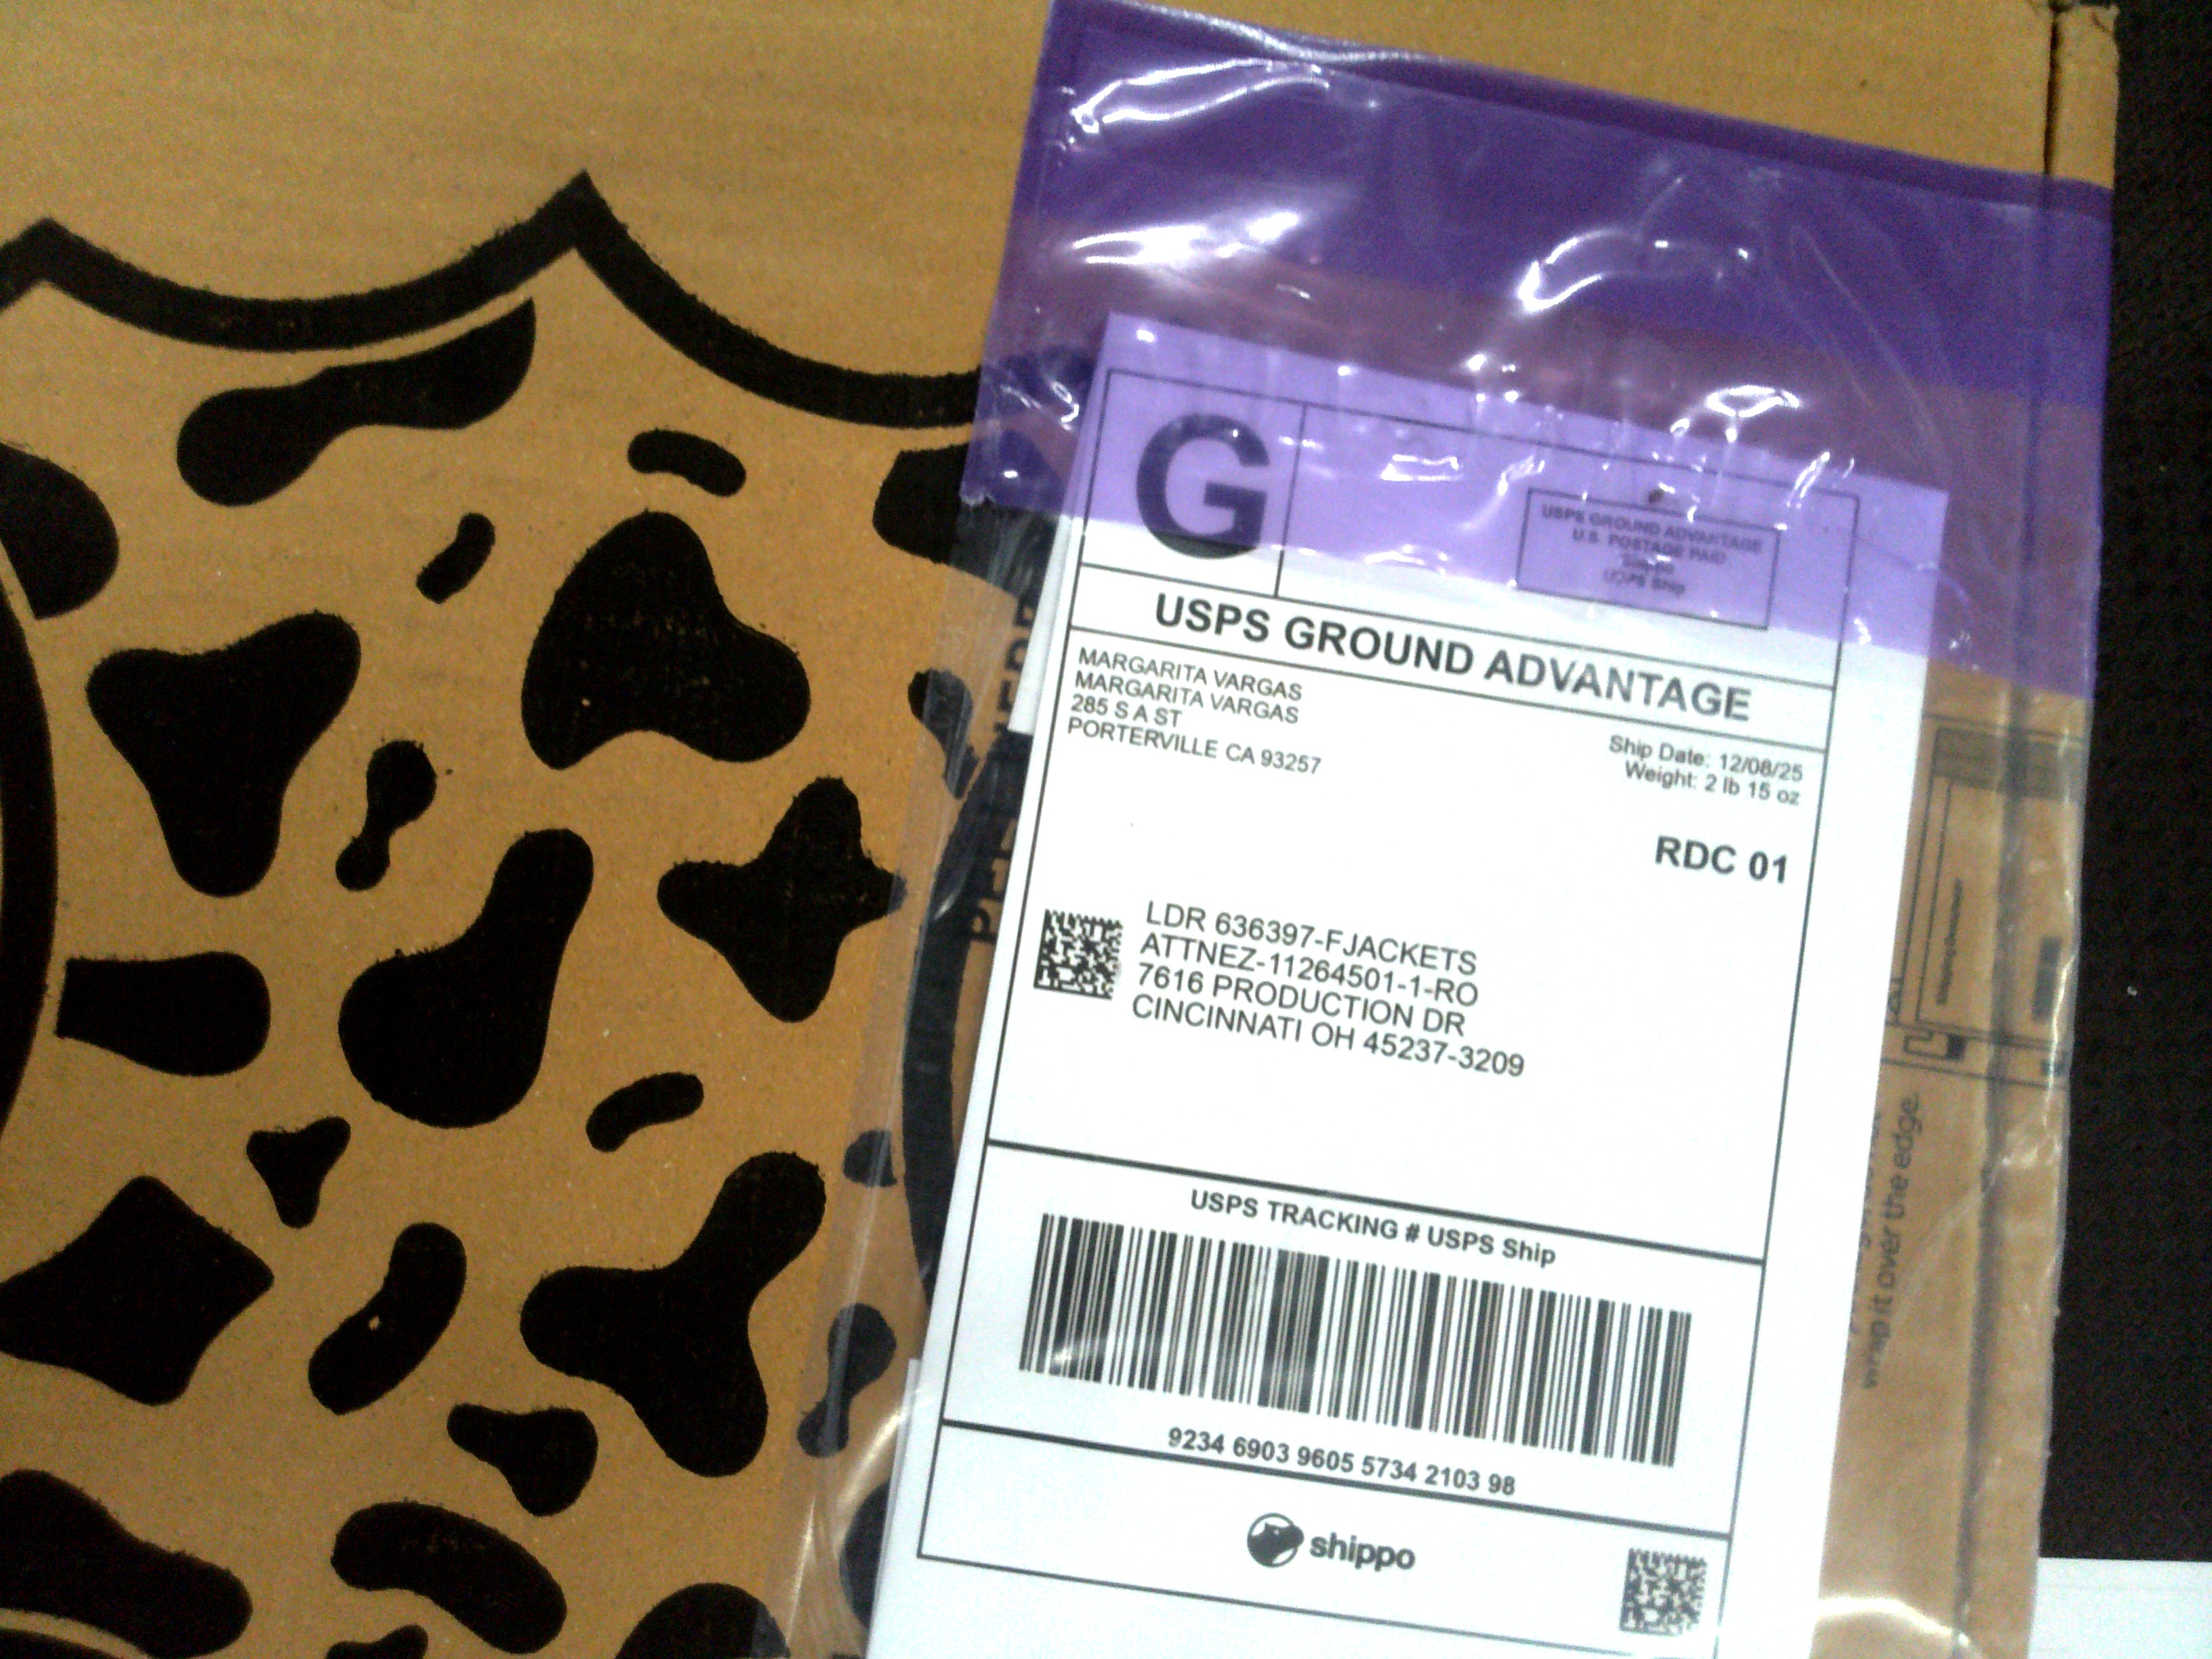 G
USPS GROUND ADVANTAGE
U.S. POSTAGE PAID
USPS Ship
USPS GROUND ADVANTAGE
MARGARITA VARGAS
MARGARITA VARGAS
285 S A ST
PORTERVILLE CA 93257
Ship Date: 12/08/25
Weight: 2 lb 15 oz
RDC 01
LDR 636397-FJACKETS
ATTNEZ-11264501-1-RO
7616 PRODUCTION DR
CINCINNATI OH 45237-3209
USPS TRACKING # USPS Ship
9234 6903 9605 5734 2103 98
shippo
wrap it over the edge.